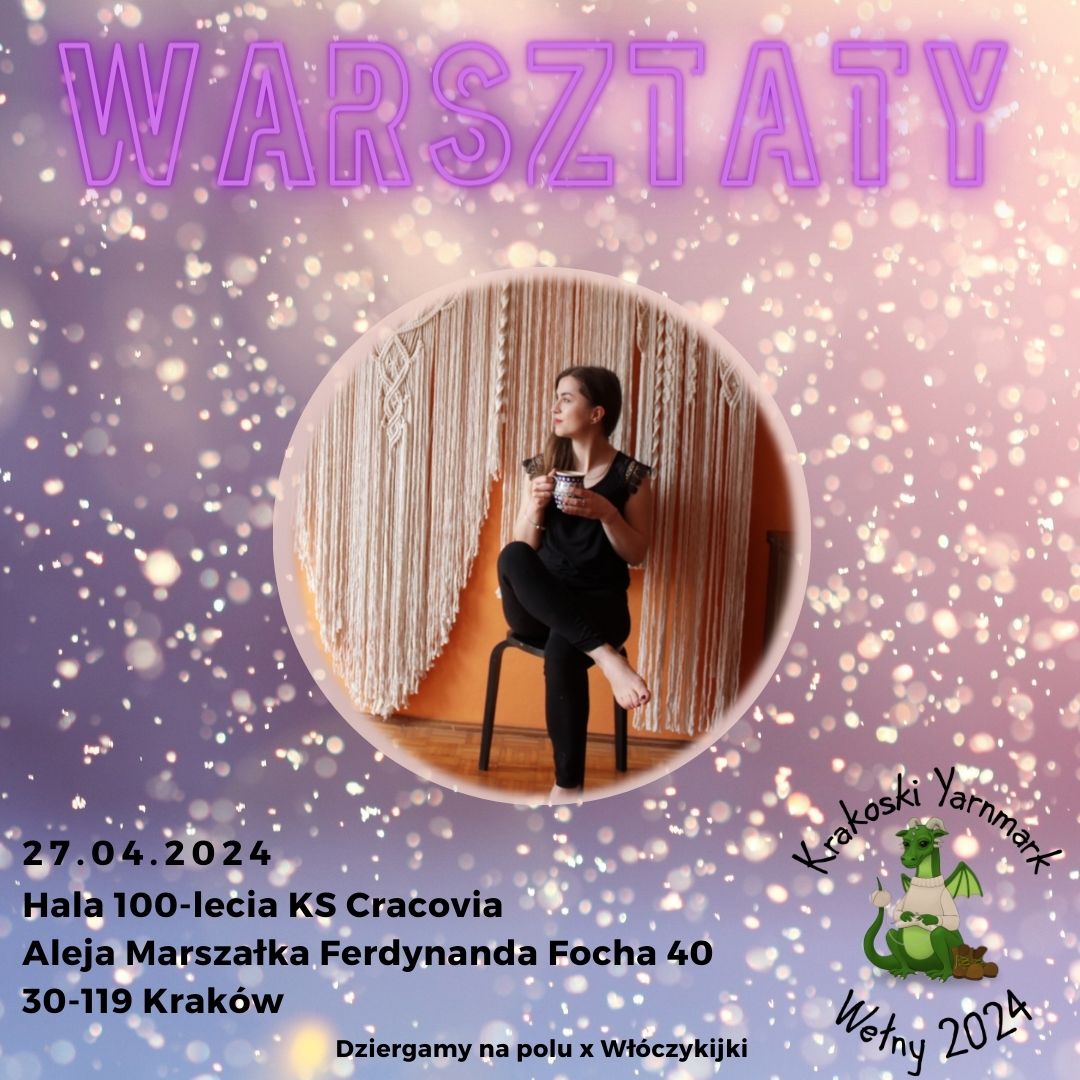 WARSZTATY
27.04.2024
Hala 100-lecia KS Cracovia
Aleja Marszałka Ferdynanda Focha 40
30-119 Kraków
Dziergamy na polu x Włóczykijki
Krakoski Yarnmark
Wełny 2024